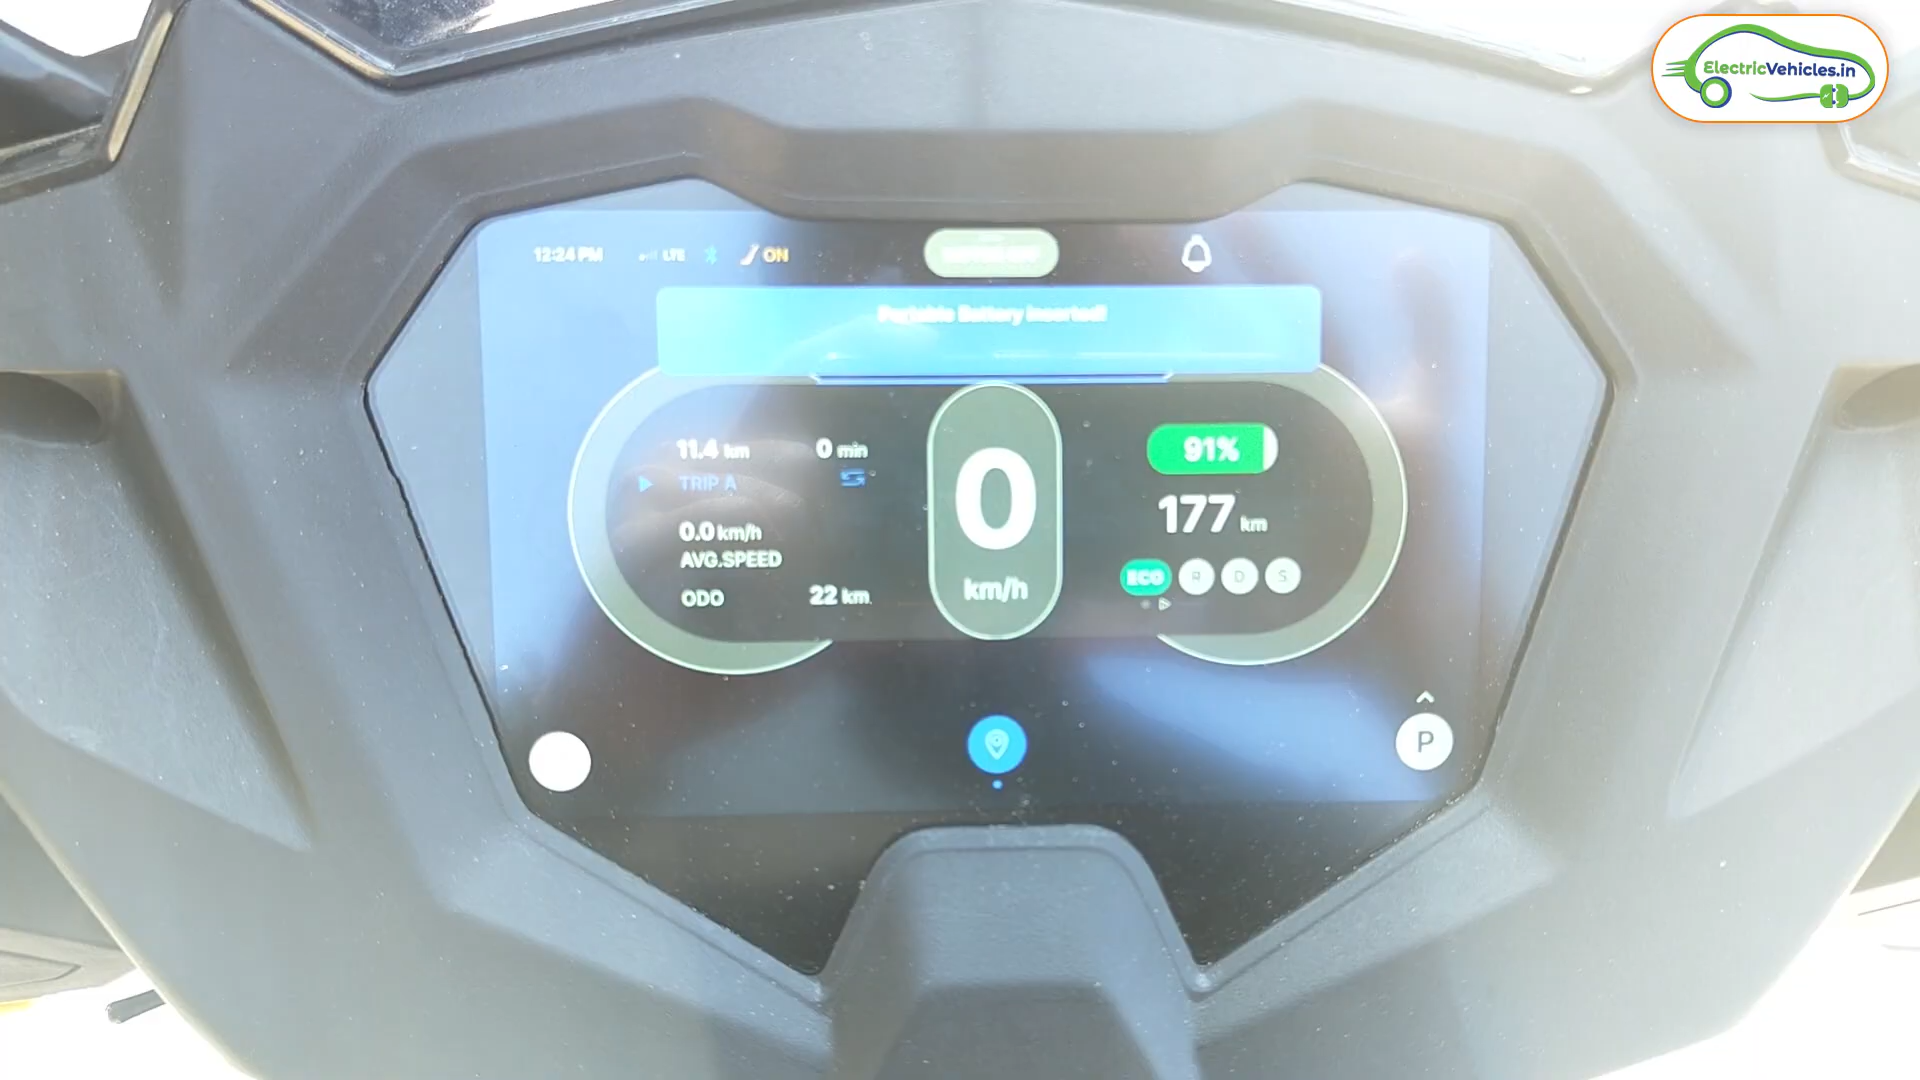 ElectricVehicles.in
12:24 PM LTE ON
Portable Battery Inserted!
11.4 km 0 min
TRIP A
0.0 km/h
AVG.SPEED
ODO 22 km
0
km/h
91%
177 km
ECO R D S
P